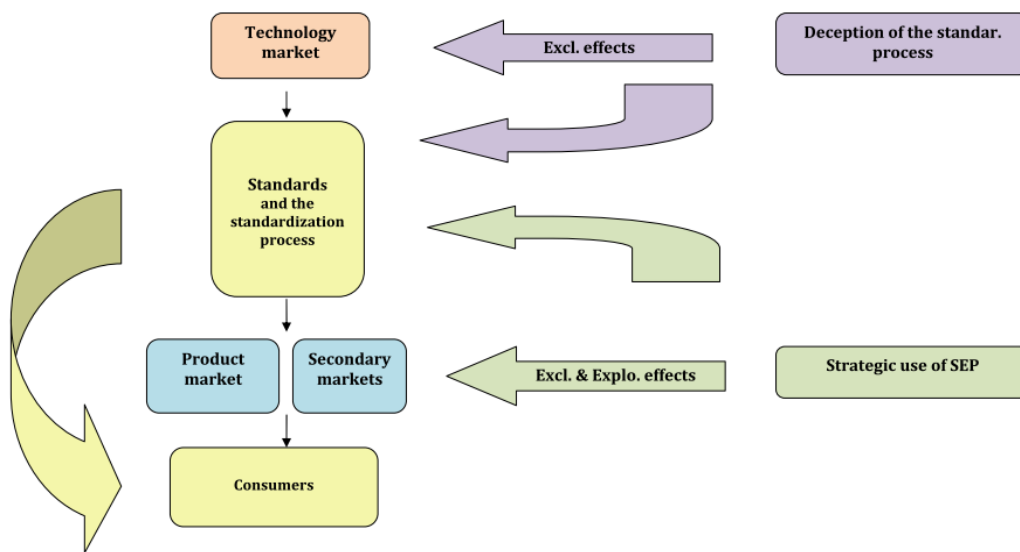 Technology
market
Excl. effects
Deception of the standar.
process
Standards
and the
standardization
process
Product
market
Secondary
markets
Excl. & Explo. effects
Strategic use of SEP
Consumers